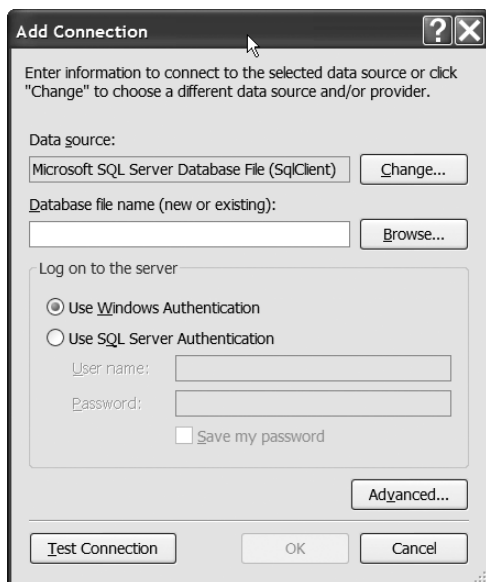 Add Connection
Enter information to connect to the selected data source or click
"Change" to choose a different data source and/or provider.
Data source:
Microsoft SQL Server Database File (SqlClient)
Change...
Database file name (new or existing):
Browse...
Log on to the server
Use Windows Authentication
Use SQL Server Authentication
User name:
Password:
Save my password
Advanced...
Test Connection
OK
Cancel